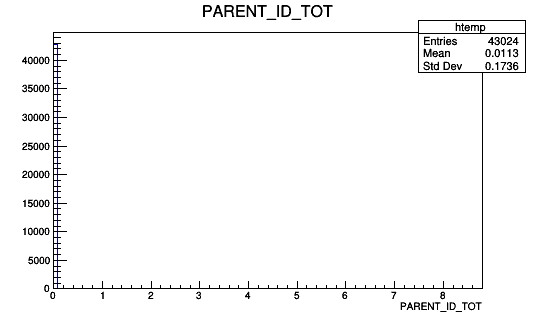 PARENT_ID_TOT
htemp
Entries 43024
Mean 0.0113
Std Dev 0.1736
40000
35000
30000
25000
20000
15000
10000
5000
0
0 1 2 3 4 5 6 7 8
PARENT_ID_TOT